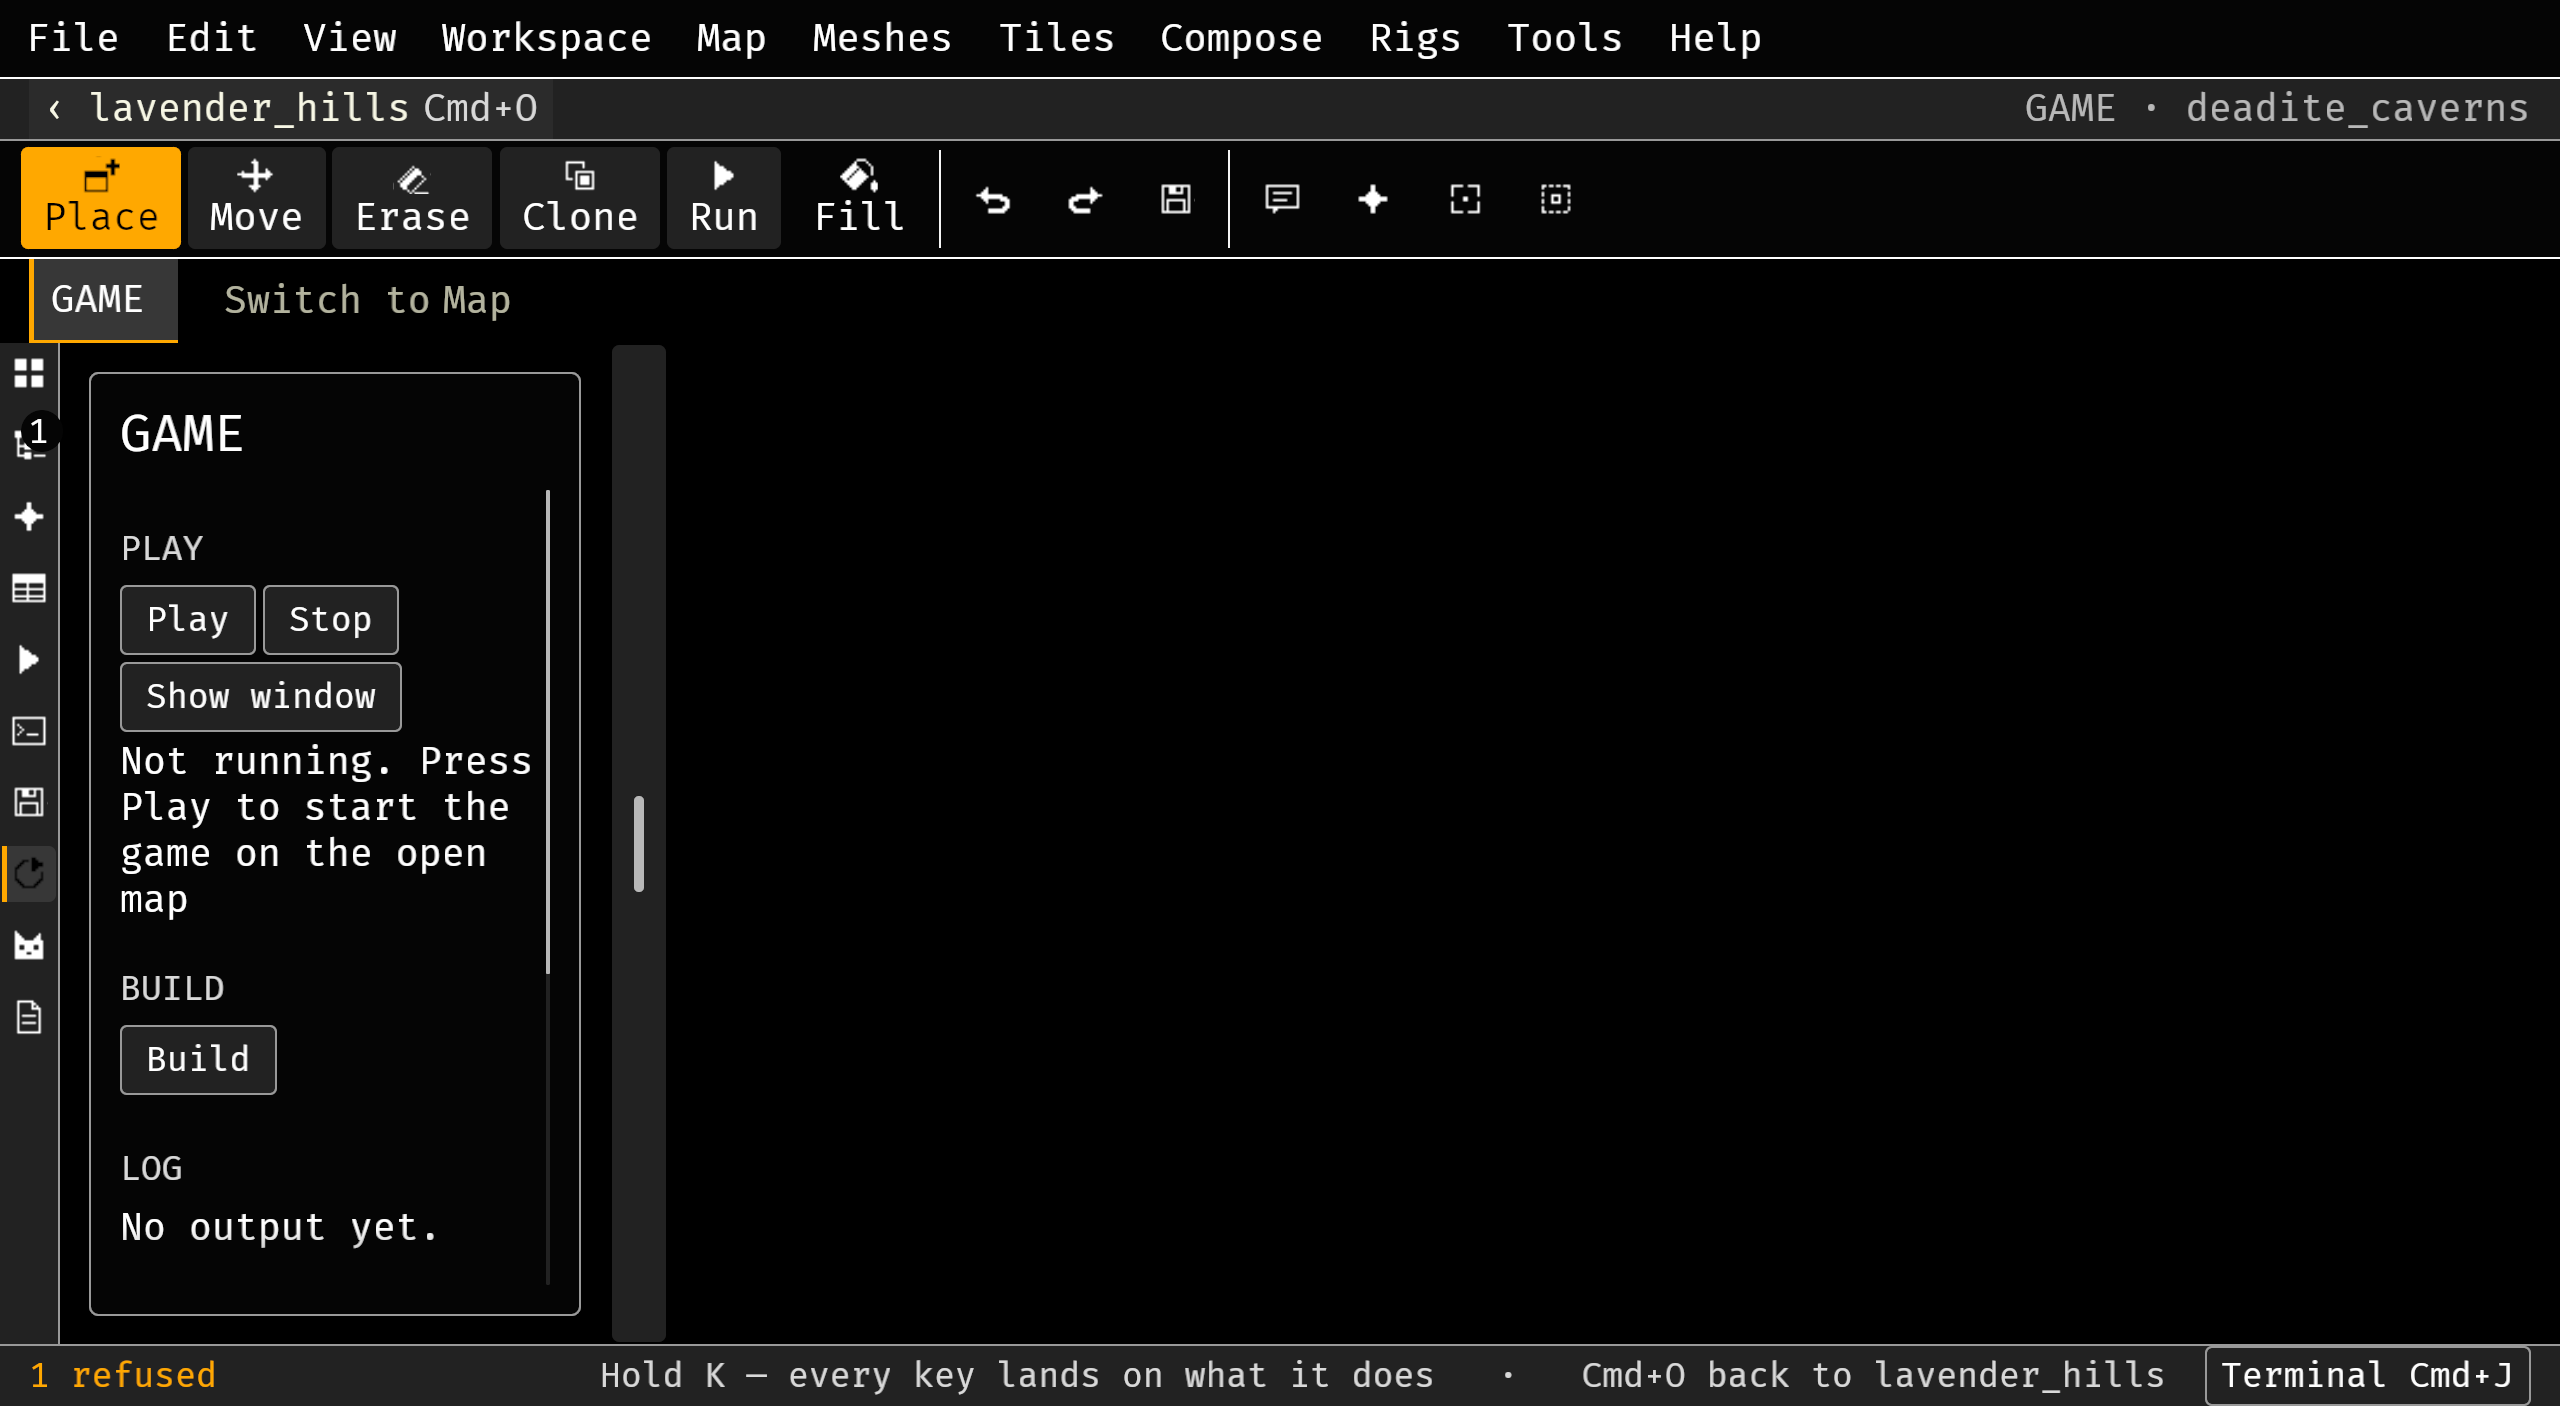 File Edit View Workspace Map Meshes Tiles Compose Rigs Tools Help
‹ lavender_hills Cmd+O GAME • deadite_caverns
Place Move Erase Clone Run Fill
GAME Switch to Map
1
GAME
PLAY
Play Stop
Show window
Not running. Press
Play to start the
game on the open
map
BUILD
Build
LOG
No output yet.
1 refused Hold K — every key lands on what it does • Cmd+O back to lavender_hills Terminal Cmd+J